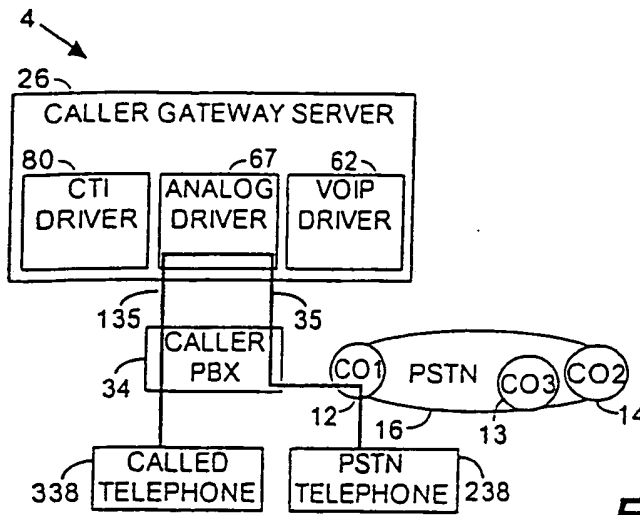 4
26
CALLER GATEWAY SERVER
80
67
62
CTI
DRIVER
ANALOG
DRIVER
VOIP
DRIVER
135
35
CALLER
PBX
34
CO1
PSTN
CO3
CO2
12
16
13
14
CALLED
TELEPHONE
PSTN
TELEPHONE
338
238